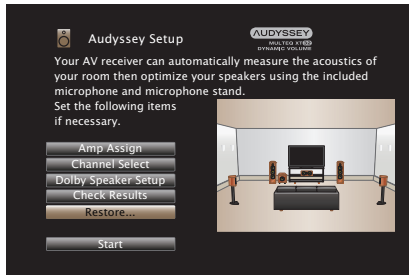 Audyssey Setup
AUDYSSEY
MULTEQ XT32
DYNAMIC VOLUME
Your AV receiver can automatically measure the acoustics of
your room then optimize your speakers using the included
microphone and microphone stand.
Set the following items
if necessary.
Amp Assign
Channel Select
Dolby Speaker Setup
Check Results
Restore...
Start